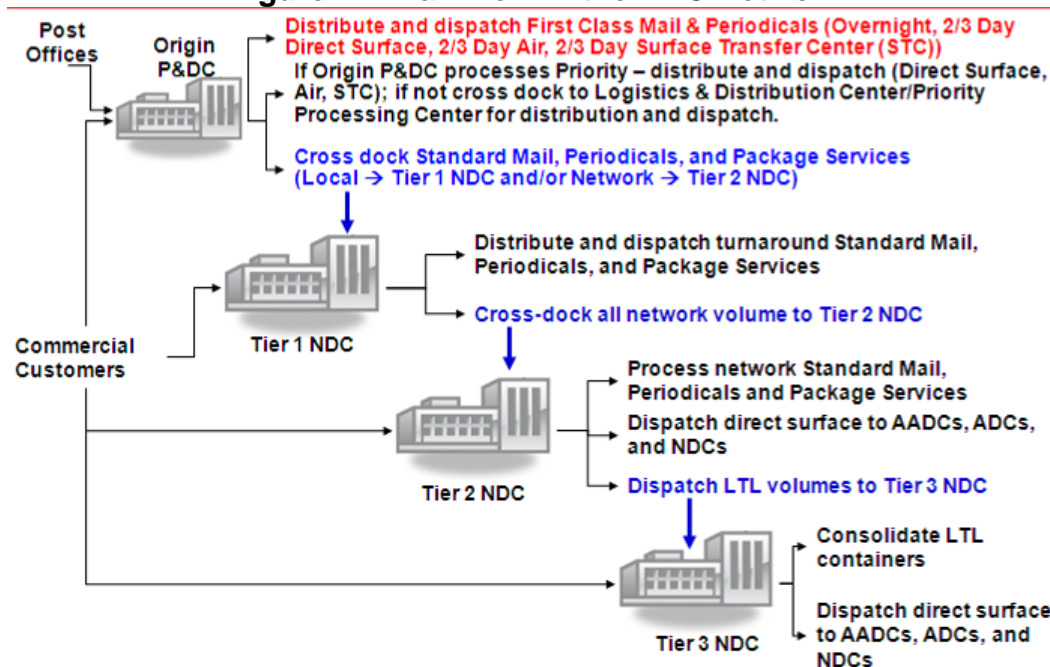 Post
Offices
Origin
P&DC
Distribute and dispatch First Class Mail & Periodicals (Overnight, 2/3 Day
Direct Surface, 2/3 Day Air, 2/3 Day Surface Transfer Center (STC))
If Origin P&DC processes Priority – distribute and dispatch (Direct Surface,
Air, STC); if not cross dock to Logistics & Distribution Center/Priority
Processing Center for distribution and dispatch.
Cross dock Standard Mail, Periodicals, and Package Services
(Local → Tier 1 NDC and/or Network → Tier 2 NDC)
Distribute and dispatch turnaround Standard Mail,
Periodicals, and Package Services
Cross-dock all network volume to Tier 2 NDC
Tier 1 NDC
Commercial
Customers
Process network Standard Mail,
Periodicals and Package Services
Dispatch direct surface to AADCs, ADCs,
and NDCs
Dispatch LTL volumes to Tier 3 NDC
Tier 2 NDC
Consolidate LTL
containers
Dispatch direct surface
to AADCs, ADCs, and
NDCs
Tier 3 NDC